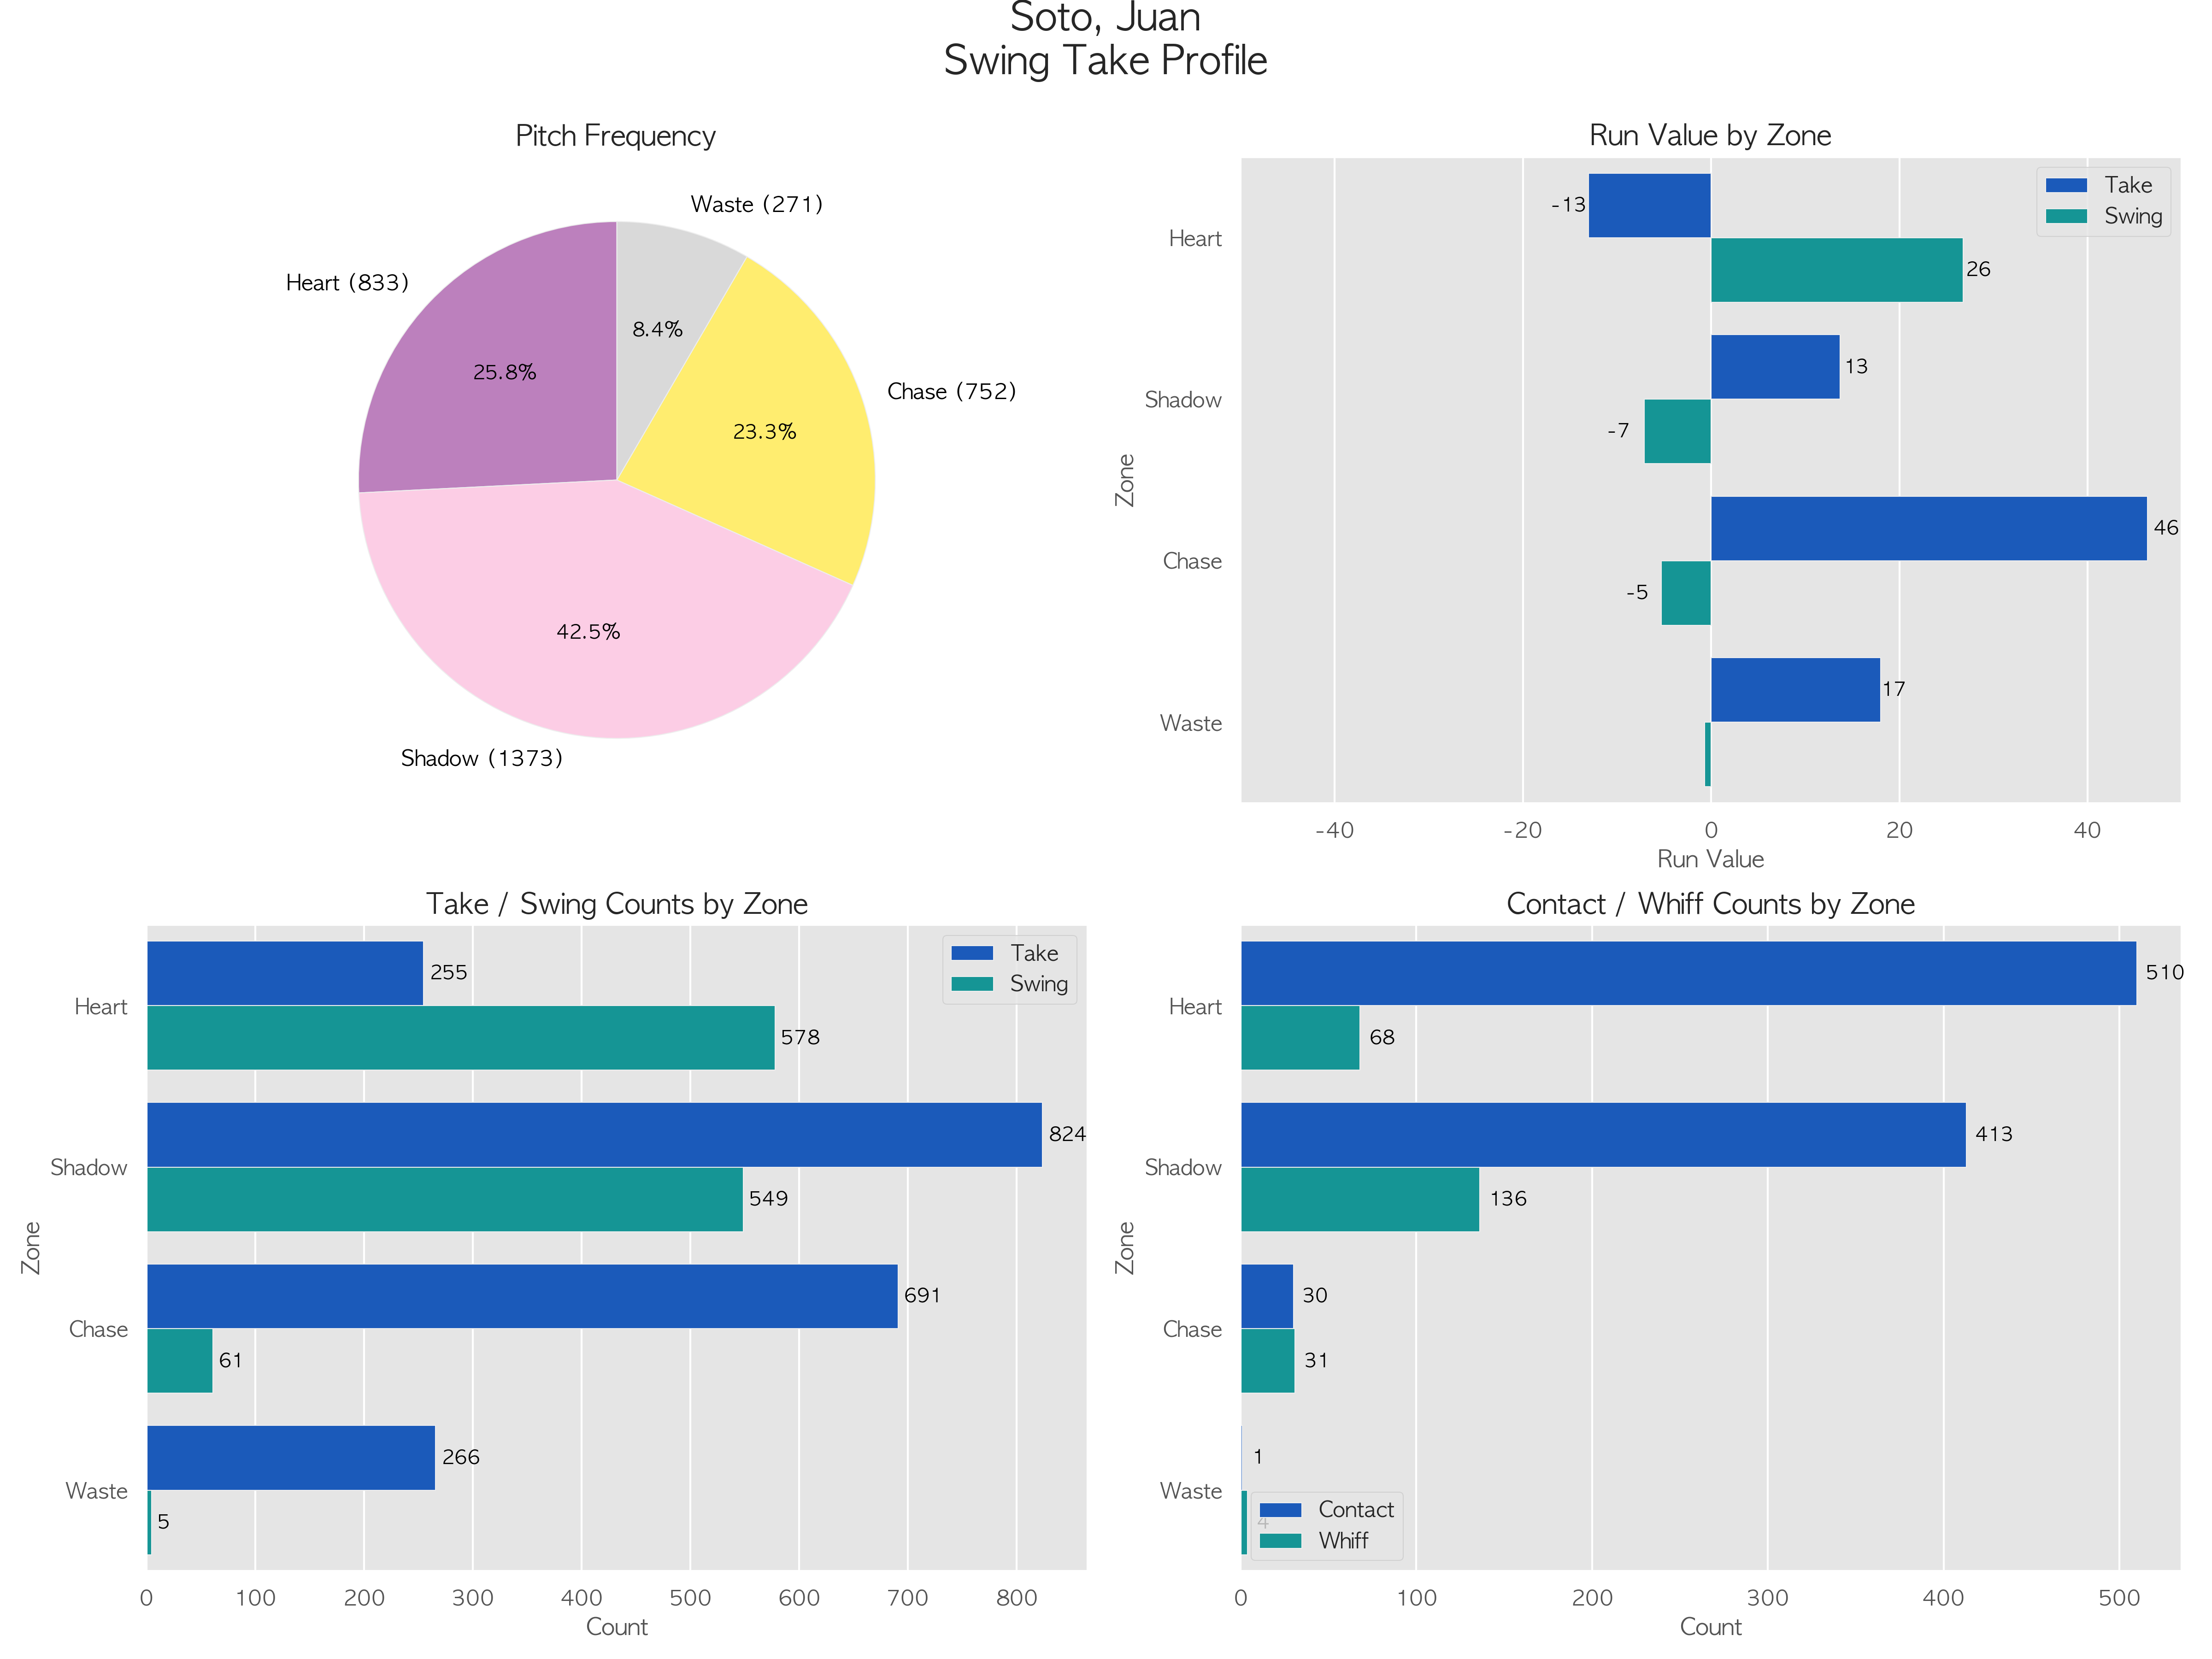 Soto, Juan
Swing Take Profile
Pitch Frequency
Waste (271)
Heart (833)
8.4%
25.8%
Chase (752)
23.3%
42.5%
Shadow (1373)
Run Value by Zone
Take
Swing
-13
Heart
26
13
Shadow
-7
Zone
46
Chase
-5
17
Waste
-40 -20 0 20 40
Run Value
Take / Swing Counts by Zone
Take
Swing
255
Heart
578
824
Shadow
549
Zone
691
Chase
61
266
Waste
5
0 100 200 300 400 500 600 700 800
Count
Contact / Whiff Counts by Zone
510
Heart
68
413
Shadow
136
Zone
30
Chase
31
1
Waste
Contact
4
Whiff
0 100 200 300 400 500
Count